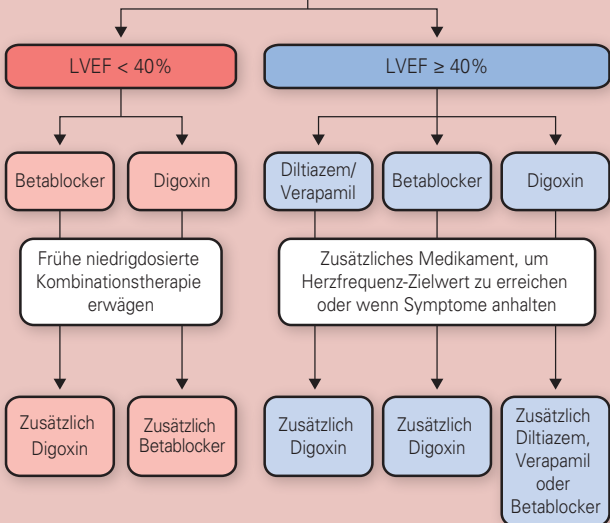 LVEF < 40%
LVEF ≥ 40%
Betablocker
Digoxin
Diltiazem/
Verapamil
Betablocker
Digoxin
Frühe niedrigdosierte
Kombinationstherapie
erwägen
Zusätzliches Medikament, um
Herzfrequenz-Zielwert zu erreichen
oder wenn Symptome anhalten
Zusätzlich
Digoxin
Zusätzlich
Betablocker
Zusätzlich
Digoxin
Zusätzlich
Digoxin
Zusätzlich
Diltiazem,
Verapamil
oder
Betablocker